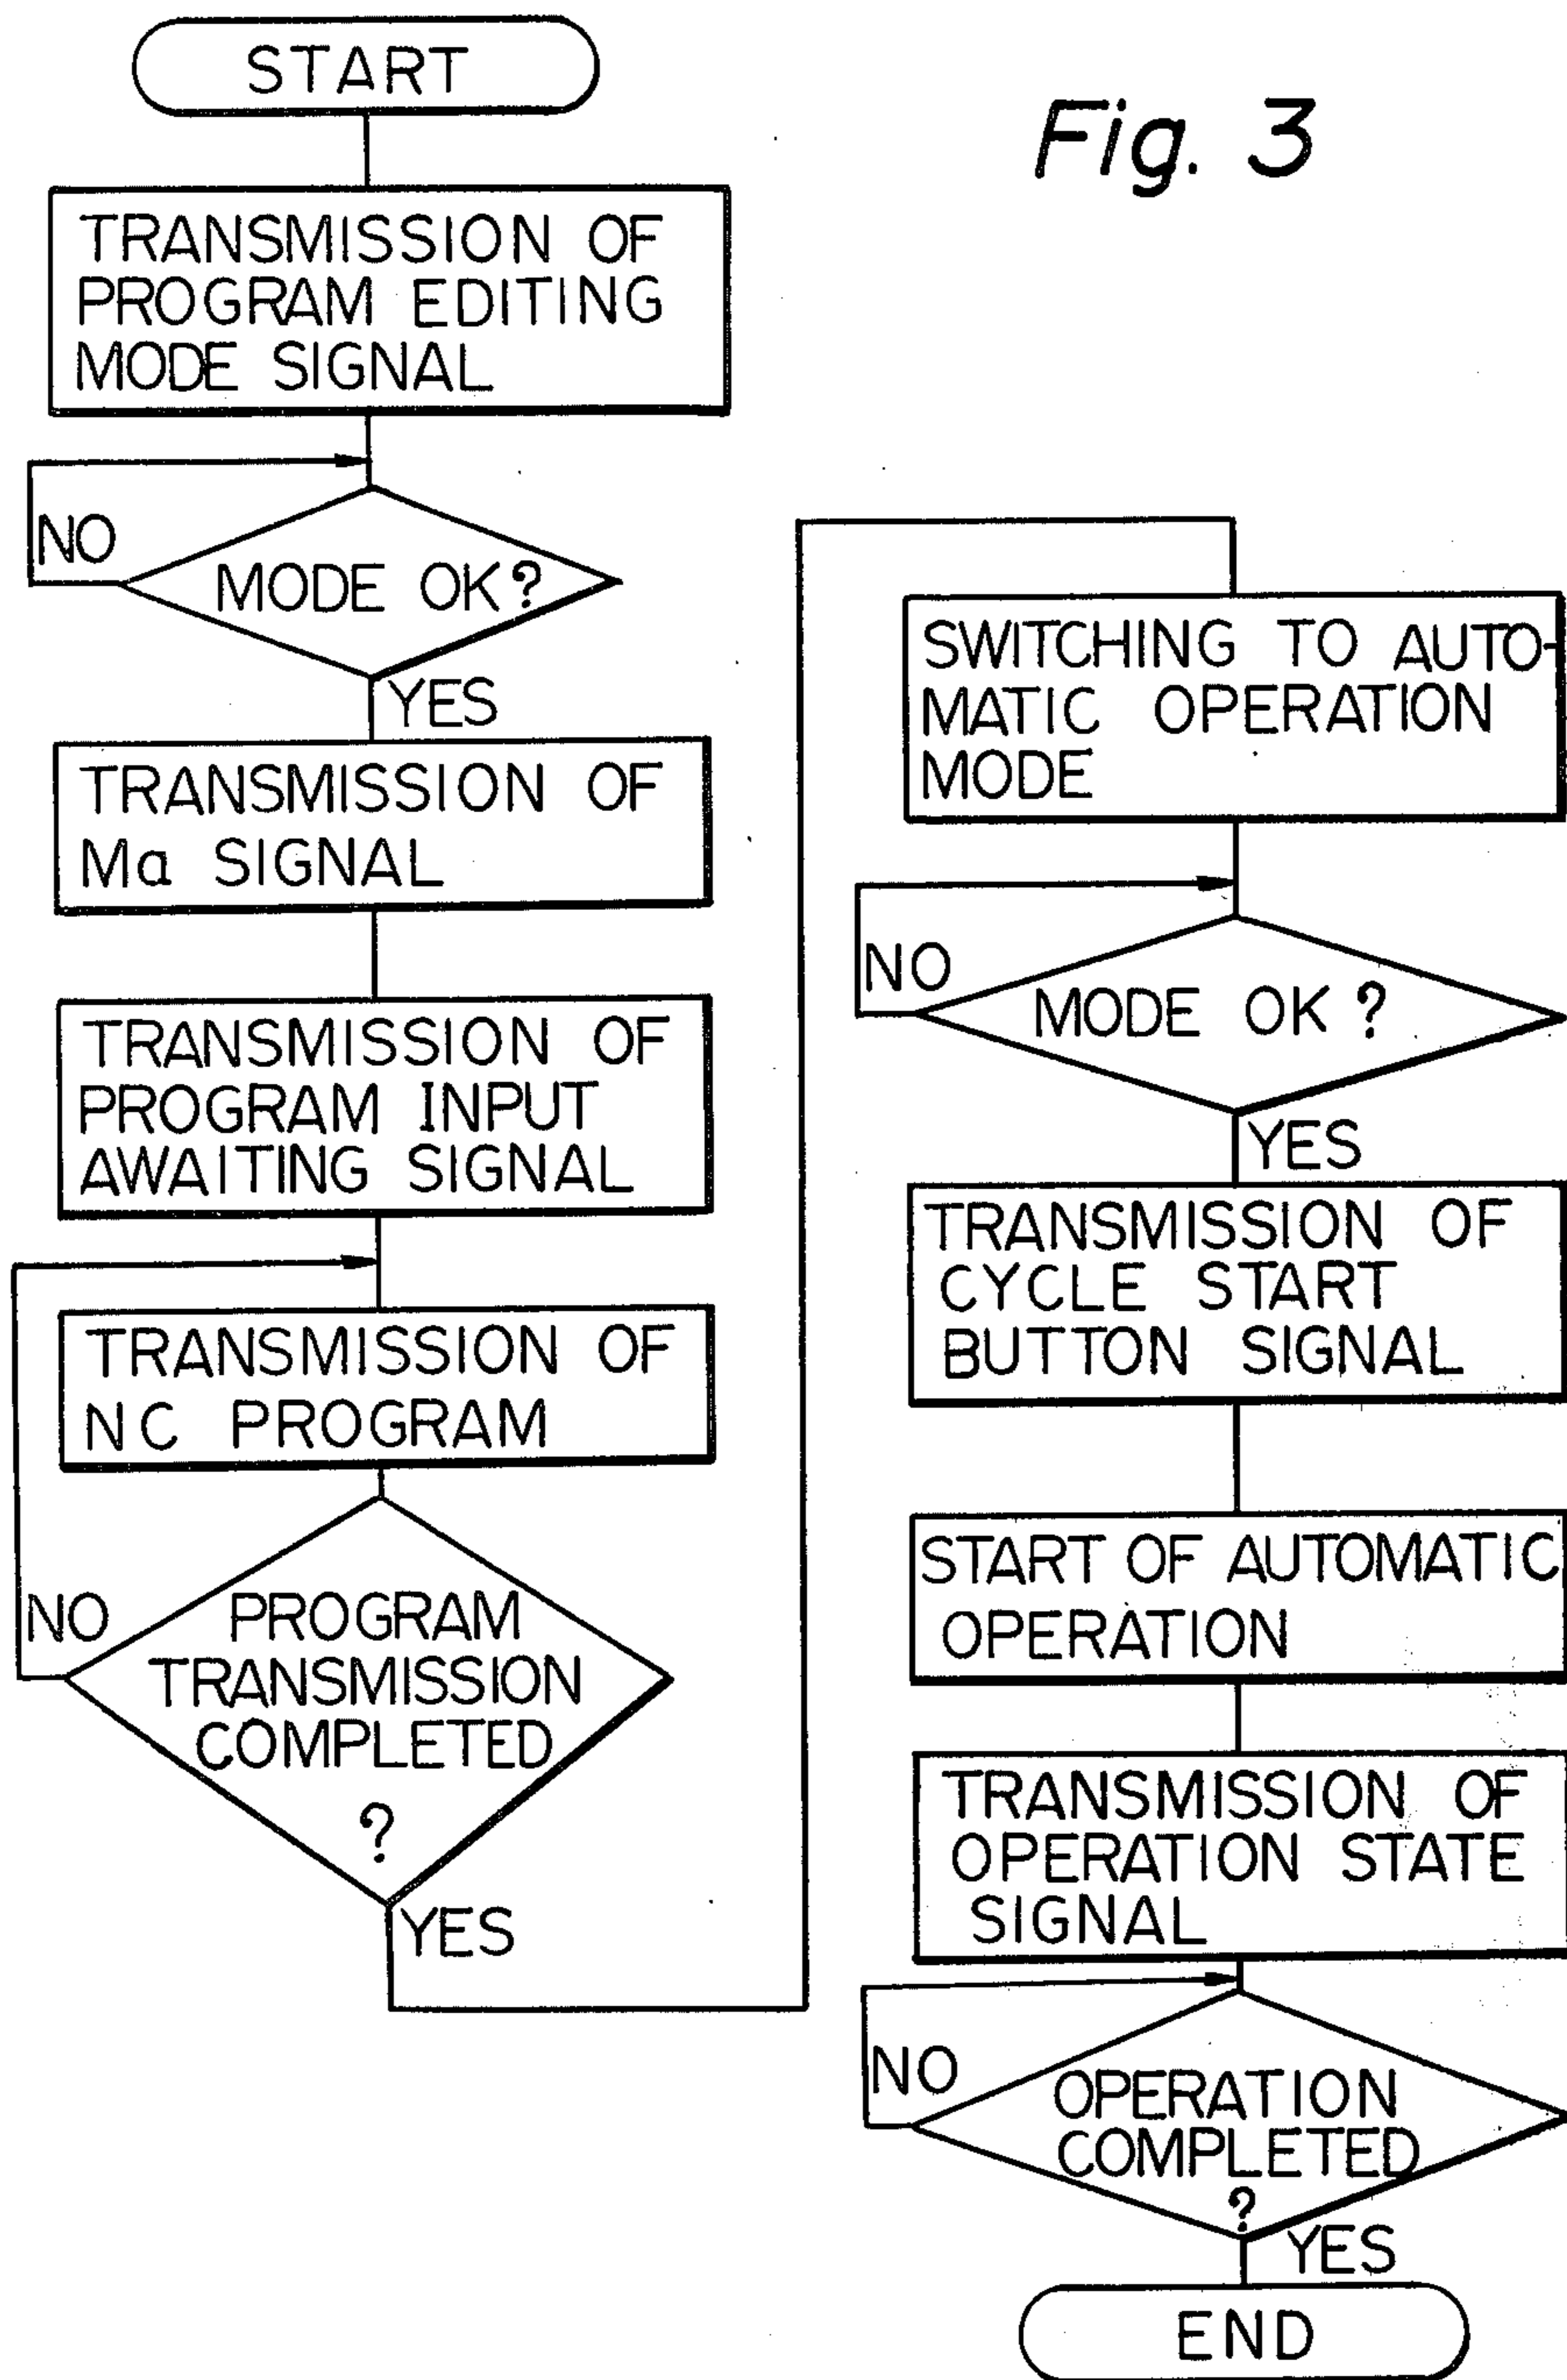 Fig. 3
START
TRANSMISSION OF
PROGRAM EDITING
MODE SIGNAL
NO
MODE OK?
YES
TRANSMISSION OF
Ma SIGNAL
TRANSMISSION OF
PROGRAM INPUT
AWAITING SIGNAL
TRANSMISSION OF
NC PROGRAM
NO
PROGRAM
TRANSMISSION
COMPLETED
?
YES
SWITCHING TO AUTO-
MATIC OPERATION
MODE
NO
MODE OK?
YES
TRANSMISSION OF
CYCLE START
BUTTON SIGNAL
START OF AUTOMATIC
OPERATION
TRANSMISSION OF
OPERATION STATE
SIGNAL
NO
OPERATION
COMPLETED
?
YES
END